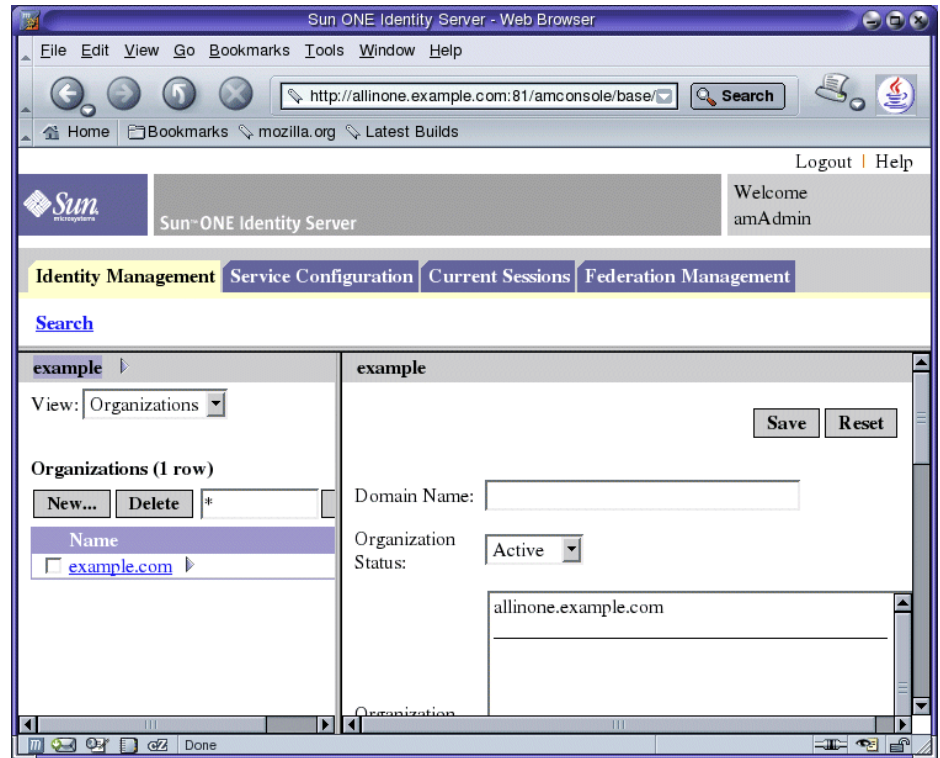 Sun ONE Identity Server - Web Browser
File Edit View Go Bookmarks Tools Window Help
http://allinone.example.com:81/amconsole/base/
Search
Home Bookmarks mozilla.org Latest Builds
Logout | Help
Sun
microsystems
Sun™ ONE Identity Server
Welcome
amAdmin
Identity Management Service Configuration Current Sessions Federation Management
Search
example
View: Organizations
Organizations (1 row)
New... Delete *
Name
example.com
example
Save Reset
Domain Name:
Organization
Status:
Active
allinone.example.com
Organization
Done